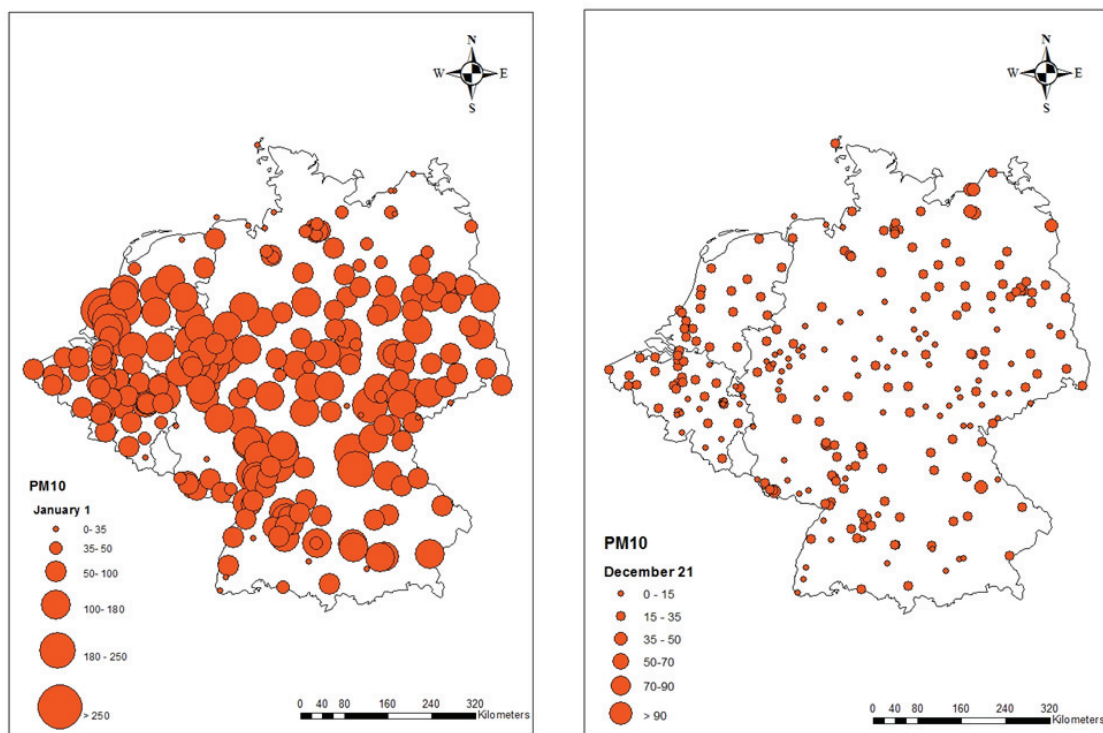 N
W E
S
PM10
January 1
0- 35
35- 50
50- 100
100- 180
180 - 250
> 250
0 40 80 160 240 320
Kilometers
N
W E
S
PM10
December 21
0 - 15
15 - 35
35 - 50
50-70
70-90
> 90
0 40 80 160 240 320
Kilometers